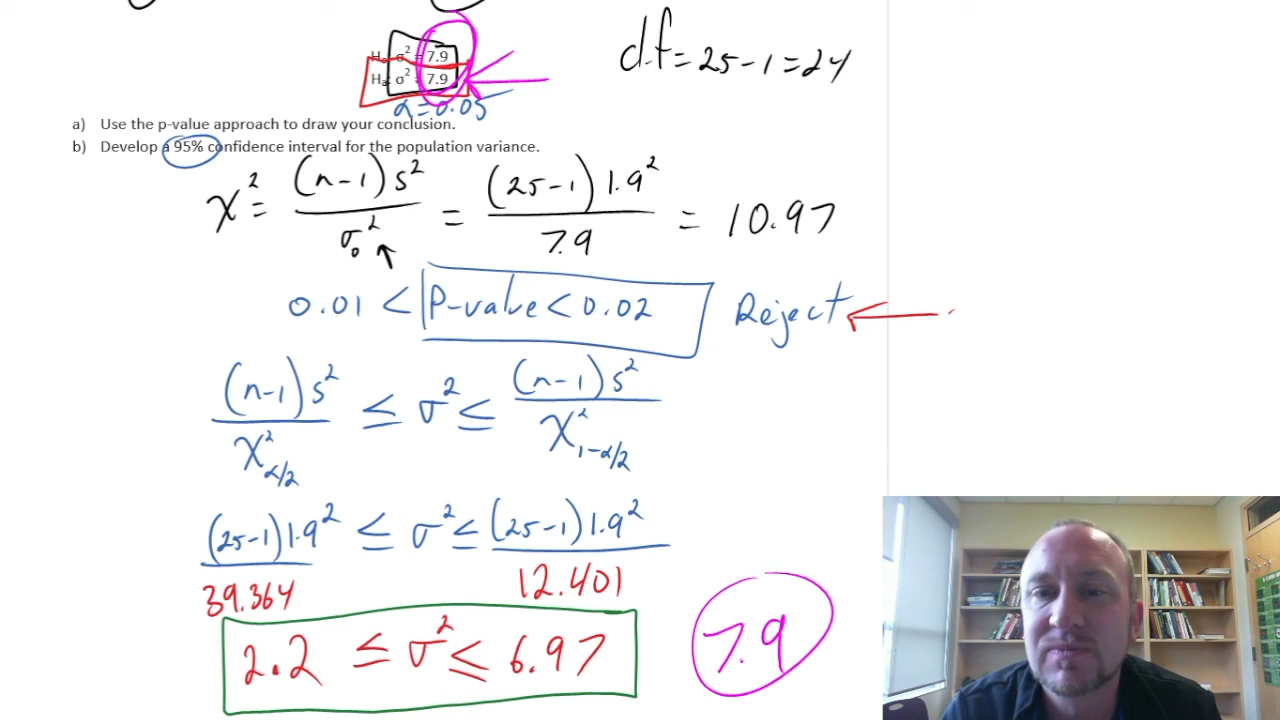 H₀: σ² = 7.9
df = 25-1 = 24
Hₐ: σ² 7.9
α = 0.05
a) Use the p-value approach to draw your conclusion.
b) Develop a 95% confidence interval for the population variance.
χ² = (n-1)s² / σ₀² = (25-1)1.9² / 7.9 = 10.97
0.01 < P-value < 0.02 Reject
(n-1)s² / χ²α/2 ≤ σ² ≤ (n-1)s² / χ²1-α/2
(25-1)1.9² / 39.364 ≤ σ² ≤ (25-1)1.9² / 12.401
2.2 ≤ σ² ≤ 6.97
7.9